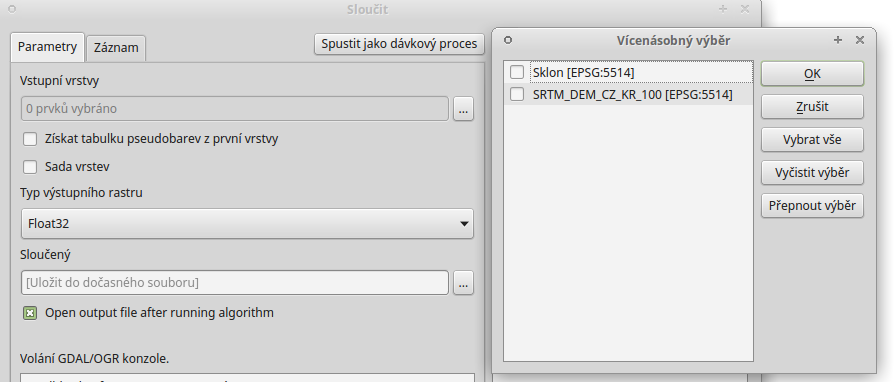 Sloučit
Parametry
Záznam
Spustit jako dávkový proces
Vstupní vrstvy
0 prvků vybráno
...
Získat tabulku pseudobarev z první vrstvy
Sada vrstev
Typ výstupního rastru
Float32
Sloučený
[Uložit do dočasného souboru]
...
Open output file after running algorithm
Volání GDAL/OGR konzole.
Vícenásobný výběr
Sklon [EPSG:5514]
SRTM_DEM_CZ_KR_100 [EPSG:5514]
OK
Zrušit
Vybrat vše
Vyčistit výběr
Přepnout výběr